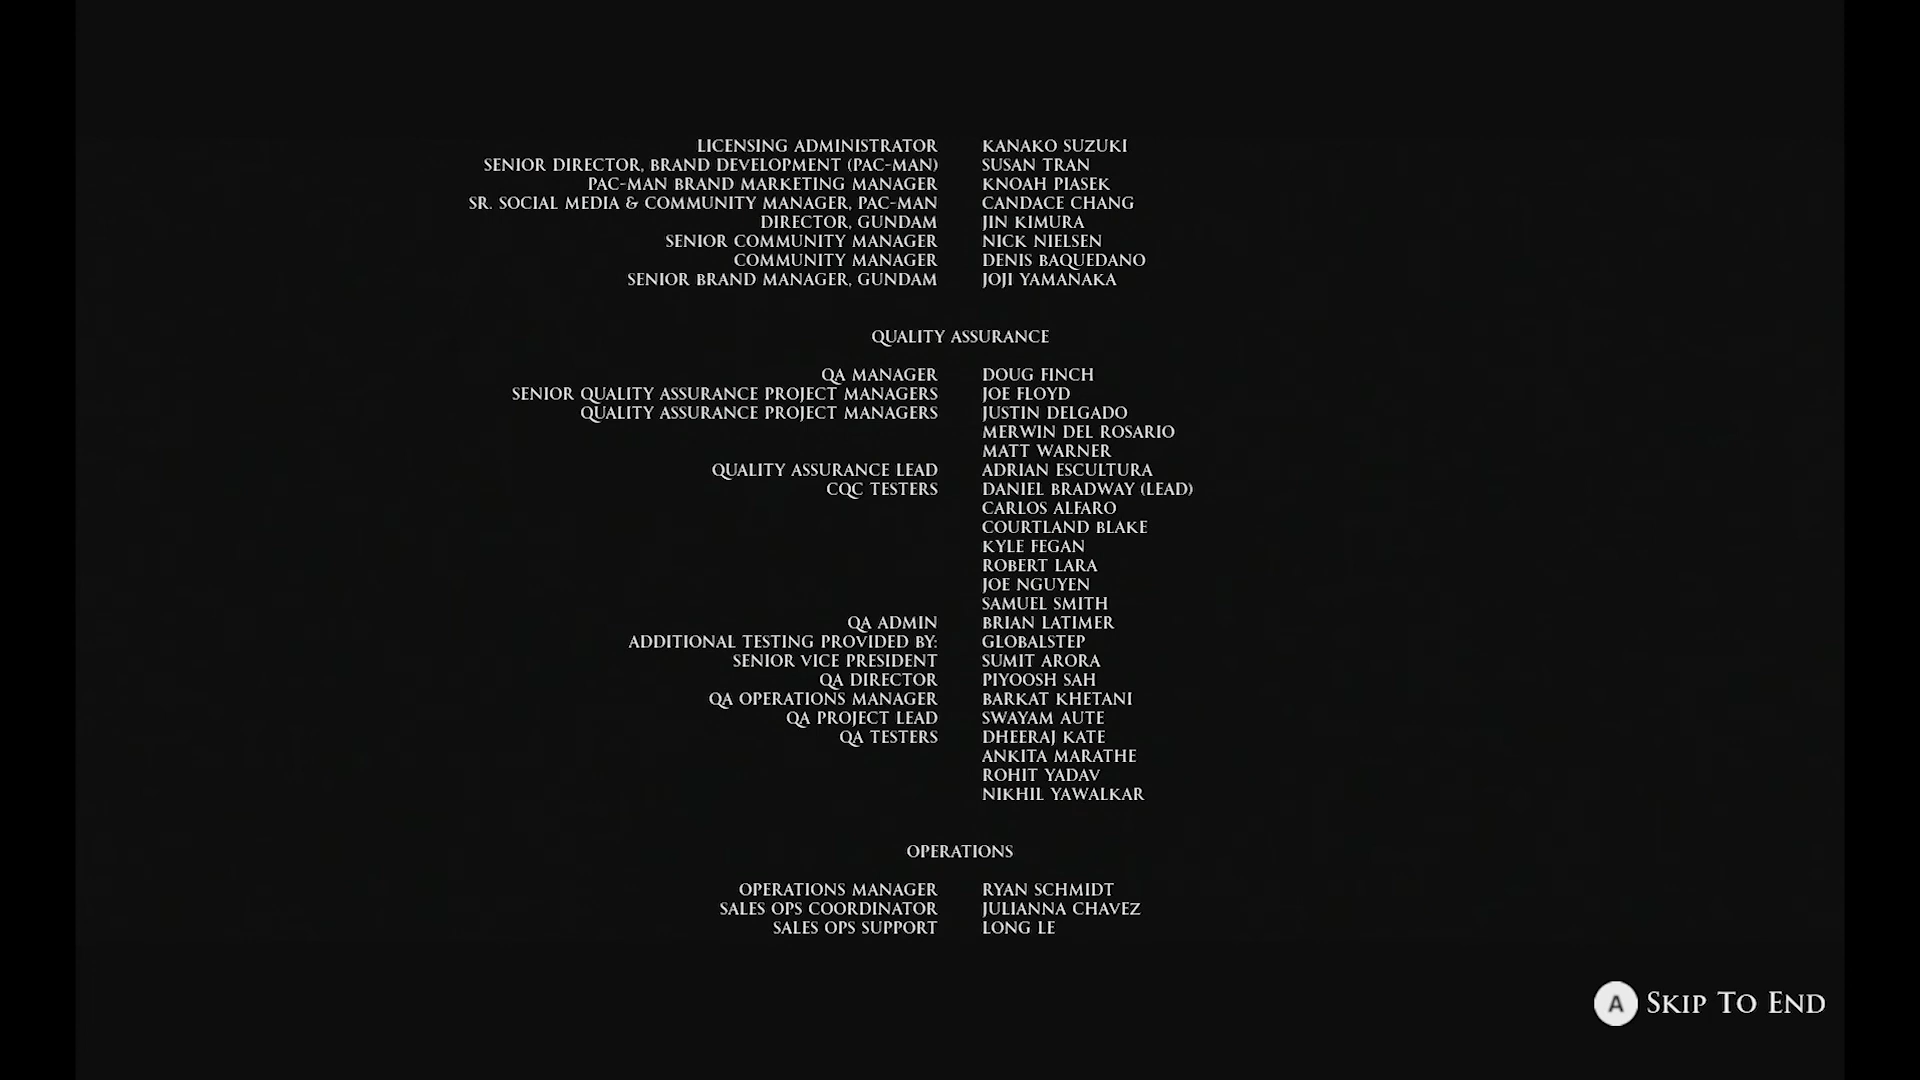 LICENSING ADMINISTRATOR KANAKO SUZUKI
SENIOR DIRECTOR, BRAND DEVELOPMENT (PAC-MAN) SUSAN TRAN
PAC-MAN BRAND MARKETING MANAGER KNOAH PIASEK
SR. SOCIAL MEDIA & COMMUNITY MANAGER, PAC-MAN CANDACE CHANG
DIRECTOR, GUNDAM JIN KIMURA
SENIOR COMMUNITY MANAGER NICK NIELSEN
COMMUNITY MANAGER DENIS BAQUEDANO
SENIOR BRAND MANAGER, GUNDAM JOJI YAMANAKA
QUALITY ASSURANCE
QA MANAGER DOUG FINCH
SENIOR QUALITY ASSURANCE PROJECT MANAGERS JOE FLOYD
QUALITY ASSURANCE PROJECT MANAGERS JUSTIN DELGADO
MERWIN DEL ROSARIO
MATT WARNER
QUALITY ASSURANCE LEAD ADRIAN ESCULTURA
CQC TESTERS DANIEL BRADWAY (LEAD)
CARLOS ALFARO
COURTLAND BLAKE
KYLE FEGAN
ROBERT LARA
JOE NGUYEN
SAMUEL SMITH
QA ADMIN BRIAN LATIMER
ADDITIONAL TESTING PROVIDED BY: GLOBALSTEP
SENIOR VICE PRESIDENT SUMIT ARORA
QA DIRECTOR PIYOOSH SAH
QA OPERATIONS MANAGER BARKAT KHETANI
QA PROJECT LEAD SWAYAM AUTE
QA TESTERS DHEERAJ KATE
ANKITA MARATHE
ROHIT YADAV
NIKHIL YAWALKAR
OPERATIONS
OPERATIONS MANAGER RYAN SCHMIDT
SALES OPS COORDINATOR JULIANNA CHAVEZ
SALES OPS SUPPORT LONG LE
A SKIP TO END